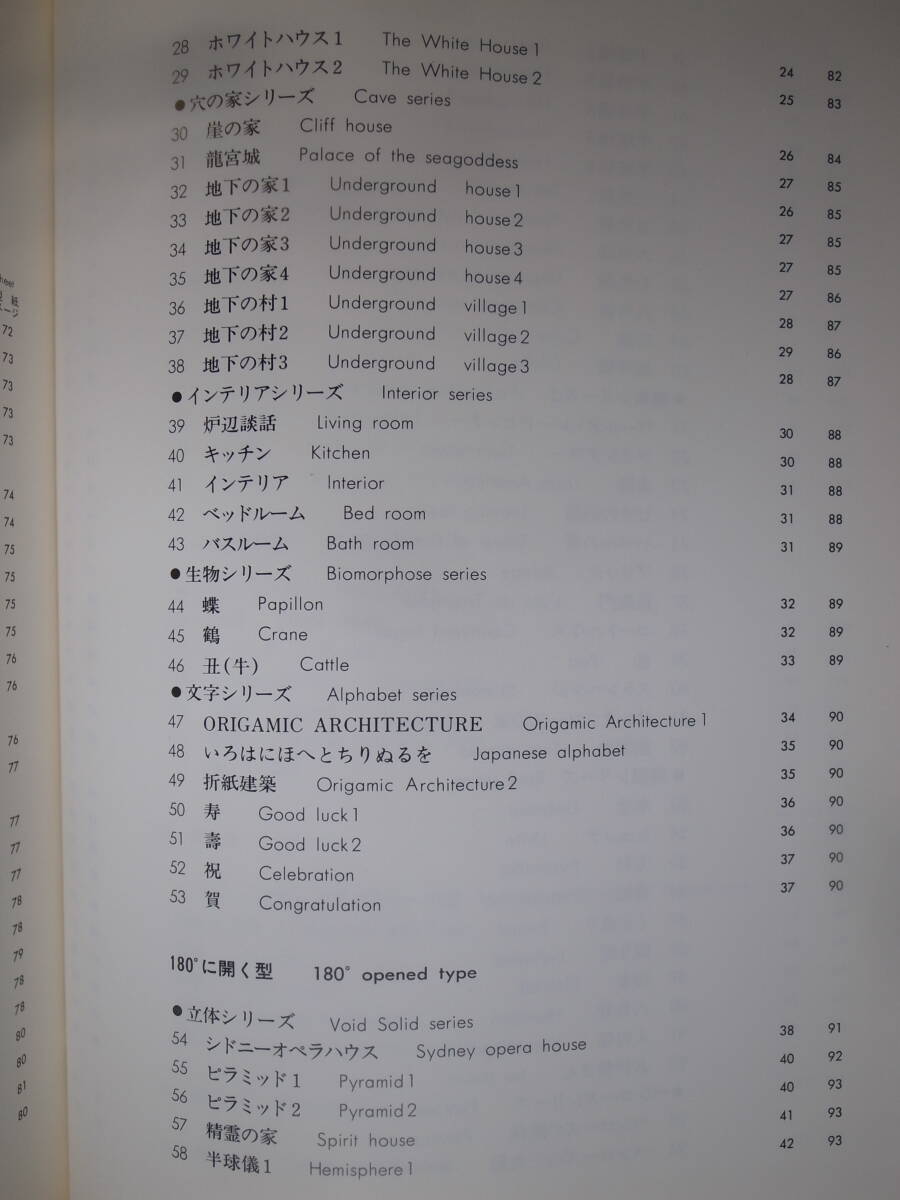 72
73
73
73
73
74
74
75
75
75
75
76
76
76
77
77
77
77
78
78
79
78
78
80
80
81
80
28 ホワイトハウス1 The White House 1 24 82
29 ホワイトハウス2 The White House 2 25 83
●穴の家シリーズ Cave series
30 崖の家 Cliff house 26 84
31 龍宮城 Palace of the seagoddess 27 85
32 地下の家1 Underground house 1 26 85
33 地下の家2 Underground house 2 27 85
34 地下の家3 Underground house 3 27 85
35 地下の家4 Underground house 4 27 86
36 地下の村1 Underground village 1 28 87
37 地下の村2 Underground village 2 29 86
38 地下の村3 Underground village 3 28 87
●インテリアシリーズ Interior series
39 炉辺談話 Living room 30 88
40 キッチン Kitchen 30 88
41 インテリア Interior 31 88
42 ベッドルーム Bed room 31 88
43 バスルーム Bath room 31 89
●生物シリーズ Biomorphose series
44 蝶 Papillon 32 89
45 鶴 Crane 32 89
46 丑(牛) Cattle 33 89
●文字シリーズ Alphabet series
47 ORIGAMIC ARCHITECTURE Origamic Architecture 1 34 90
48 いろはにほへとちりぬるを Japanese alphabet 35 90
49 折紙建築 Origamic Architecture 2 35 90
50 寿 Good luck 1 36 90
51 壽 Good luck 2 36 90
52 祝 Celebration 37 90
53 賀 Congratulation 37 90
180°に開く型 180° opened type
●立体シリーズ Void Solid series
54 シドニーオペラハウス Sydney opera house 38 91
55 ピラミッド1 Pyramid 1 40 92
56 ピラミッド2 Pyramid 2 40 93
57 精霊の家 Spirit house 41 93
58 半球儀1 Hemisphere 1 42 93